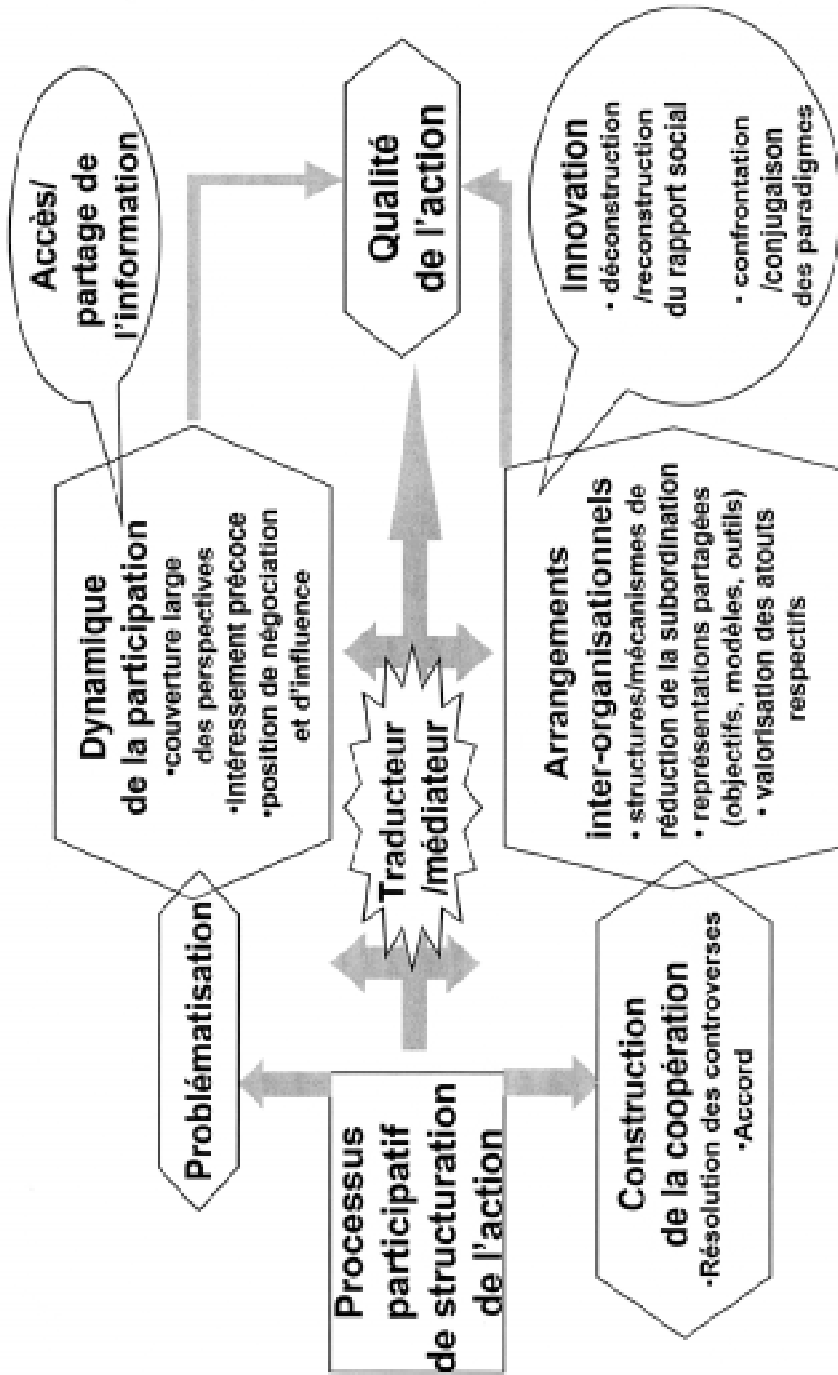 Processus
participatif
de structuration
de l'action
Problématisation
Construction
de la coopération
•Résolution des controverses
•Accord
Dynamique
de la participation
•couverture large
des perspectives
•Intéressement précoce
•position de négociation
et d'influence
Traducteur
/médiateur
Arrangements
inter-organisationnels
• structures/mécanismes de
réduction de la subordination
• représentations partagées
(objectifs, modèles, outils)
• valorisation des atouts
respectifs
Accès/
partage de
l'information
Qualité
de l'action
Innovation
• déconstruction
/reconstruction
du rapport social
• confrontation
/conjugaison
des paradigmes